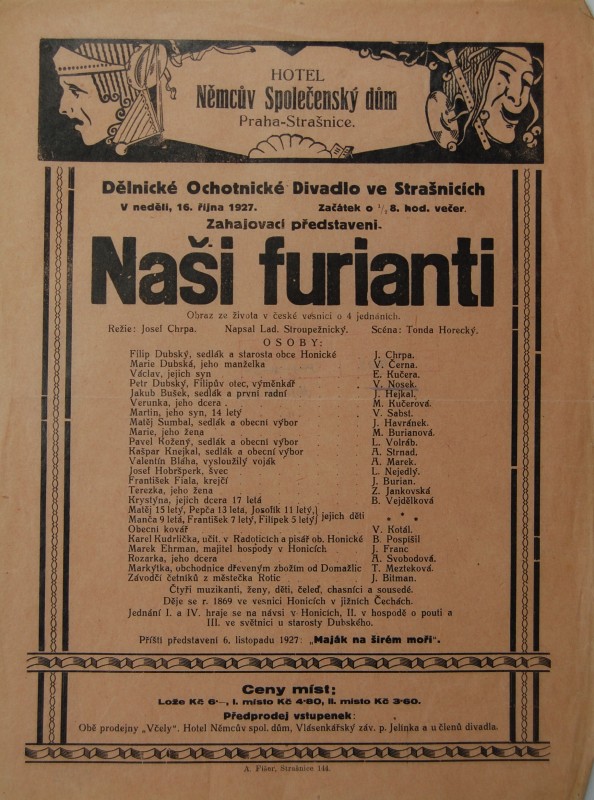 HOTEL
Němcův Společenský dům
Praha-Strašnice.
Dělnické Ochotnické Divadlo ve Strašnicích
V neděli, 16. října 1927. Začátek o ½8. hod. večer.
Zahajovací představeni.
Naši furianti
Obraz ze života v české vesnici o 4 jednáních.
Režie: Josef Chrpa. Napsal Lad. Stroupežnický. Scéna: Tonda Horecký.
OSOBY:
Filip Dubský, sedlák a starosta obce Honické J. Chrpa.
Marie Dubská, jeho manželka V. Černa.
Václav, jejich syn E. Kučera.
Petr Dubský, Filipův otec, výměnkář V. Nosek.
Jakub Bušek, sedlák a první radní J. Hejkal.
Verunka, jeho dcera M. Kučerová.
Martin, jeho syn, 14 letý V. Sabst.
Matěj Šumbal, sedlák a obecní výbor J. Havránek.
Marie, jeho žena M. Burianová.
Pavel Kožený, sedlák a obecní výbor L. Volráb.
Kašpar Knejkal, sedlák a obecní výbor A. Strnad.
Valentin Bláha, vysloužilý voják A. Marek.
Josef Hobršperk, švec L. Nejedlý.
František Fiala, krejčí J. Burian.
Terezka, jeho žena Z. Jankovská
Krystýna, jejich dcera 17 letá B. Vejdělková
Matěj 15 letý, Pepča 13 letá, Josofik 11 letý,
Manča 9 letá, František 7 letý, Filipek 5 letý} jejich děti * * *
Obecní kovář V. Kotál.
Karel Kudrlička, učit. v Radoticích a pisář ob. Honické B. Pospíšil
Marek Ehrman, majitel hospody v Honicích J. Franc
Rozarka, jeho dcera A. Svobodová.
Markytka, obchodnice dřeveným zbožím od Domažlic T. Mezteková.
Závodčí četníků z městečka Rotic J. Bitman.
Čtyři muzikanti, ženy, děti, čeleď, chasníci a sousedé.
Děje se r. 1869 ve vesnici Honicích v jižních Čechách.
Jednání I. a IV. hraje se na návsi v Honicích, II. v hospodě o pouti a
III. ve světnici u starosty Dubského.
Příští představení 6. listopadu 1927: „Maják na širém moři".
Ceny míst:
Lože Kč 6·–, I. místo Kč 4·80, II. místo Kč 3·60.
Předprodej vstupenek:
Obě prodejny „Včely". Hotel Němcův spol. dům, Vlásenkářský záv. p. Jelinka a u členů divadla.
A. Fišer, Strašnice 144.